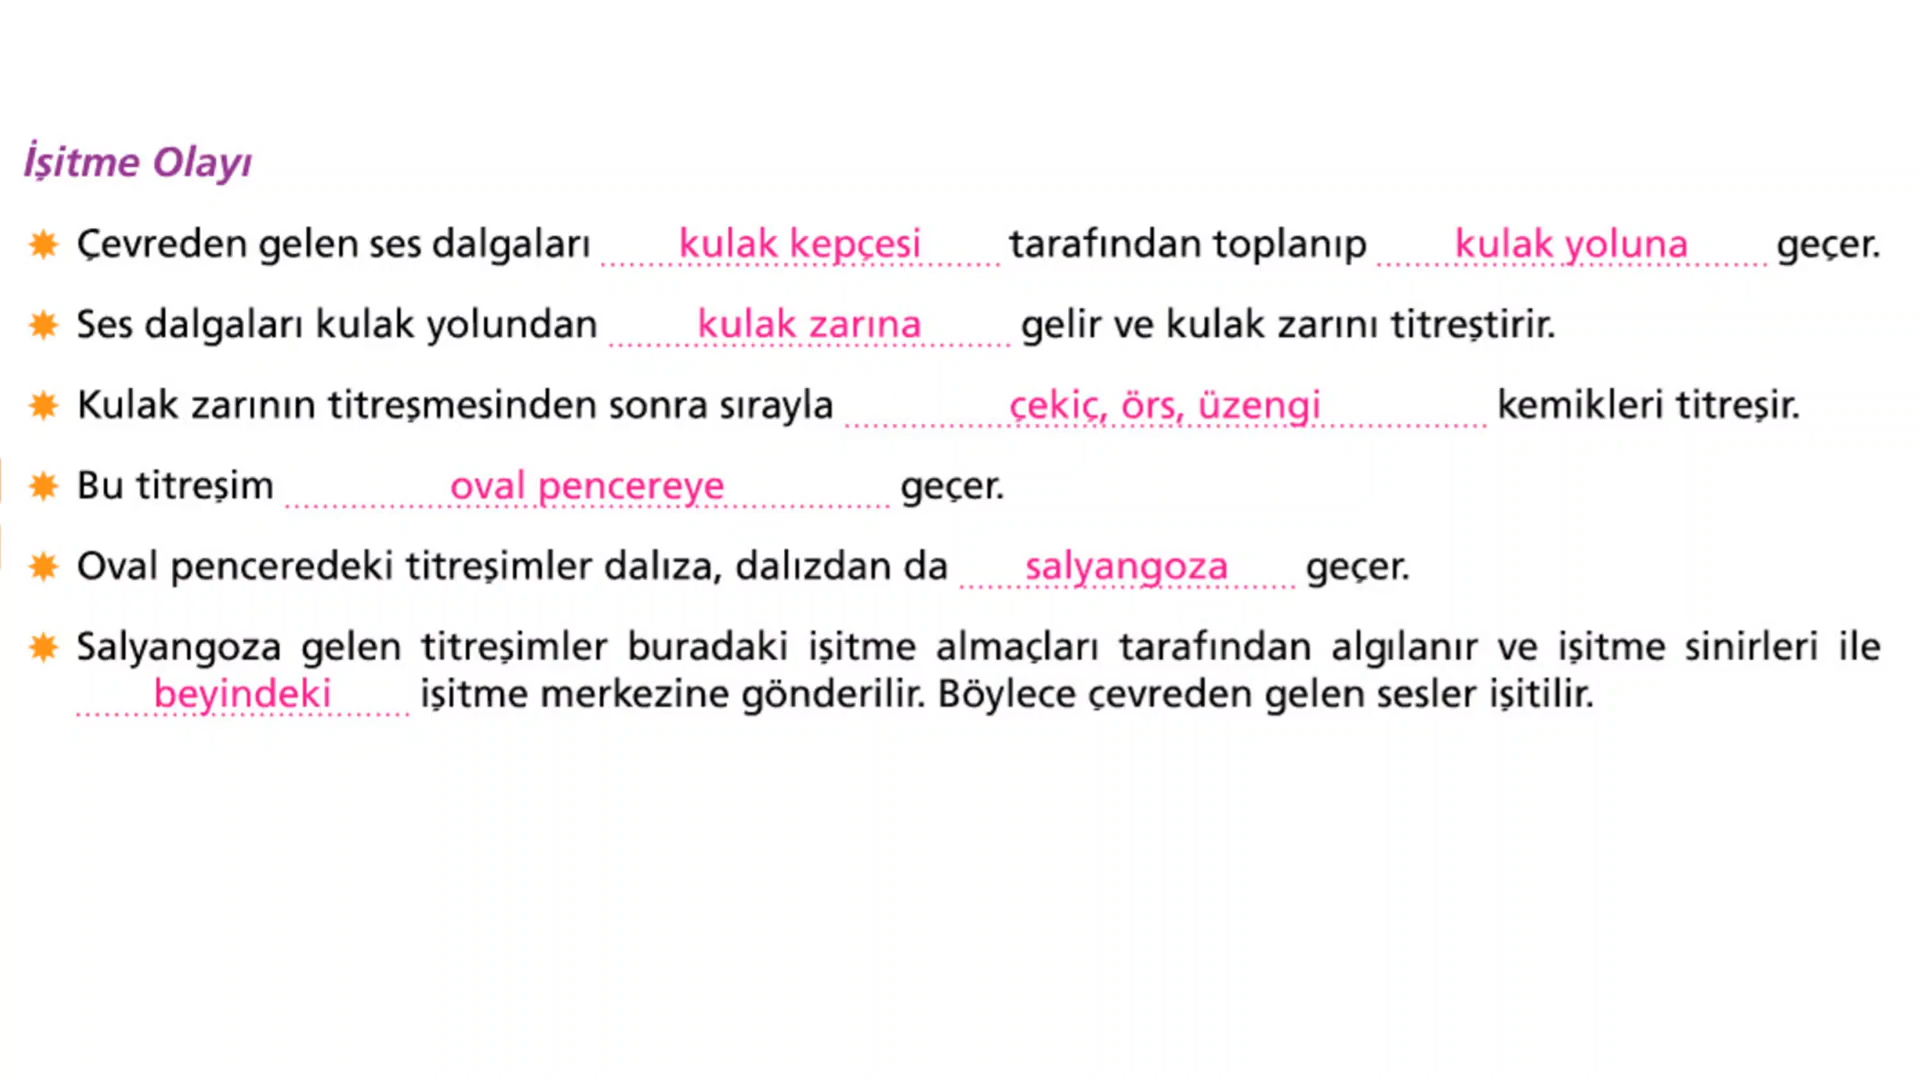 İşitme Olayı
Çevreden gelen ses dalgaları kulak kepçesi tarafından toplanıp kulak yoluna geçer.
Ses dalgaları kulak yolundan kulak zarına gelir ve kulak zarını titreştirir.
Kulak zarının titreşmesinden sonra sırayla çekiç, örs, üzengi kemikleri titreşir.
Bu titreşim oval pencereye geçer.
Oval penceredeki titreşimler dalıza, dalızdan da salyangoza geçer.
Salyangoza gelen titreşimler buradaki işitme almaçları tarafından algılanır ve işitme sinirleri ile
beyindeki işitme merkezine gönderilir. Böylece çevreden gelen sesler işitilir.